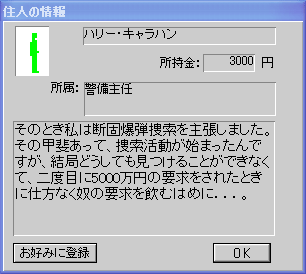 住人の情報
ハリー・キャラハン
所持金: 3000 円
所属: 警備主任
そのとき私は断固爆弾捜索を主張しました。
その甲斐あって、捜索活動が始まったんで
すが、結局どうしても見つけることができなく
て、二度目に5000万円の要求をされたとき
に仕方なく奴の要求を飲むはめに．．．。
お好みに登録
OK